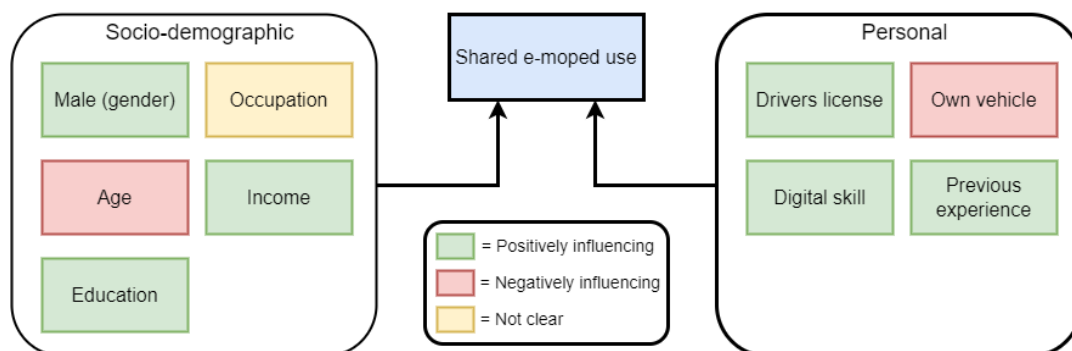 Socio-demographic
Male (gender)
Occupation
Age
Income
Education
Shared e-moped use
= Positively influencing
= Negatively influencing
= Not clear
Personal
Drivers license
Own vehicle
Digital skill
Previous
experience